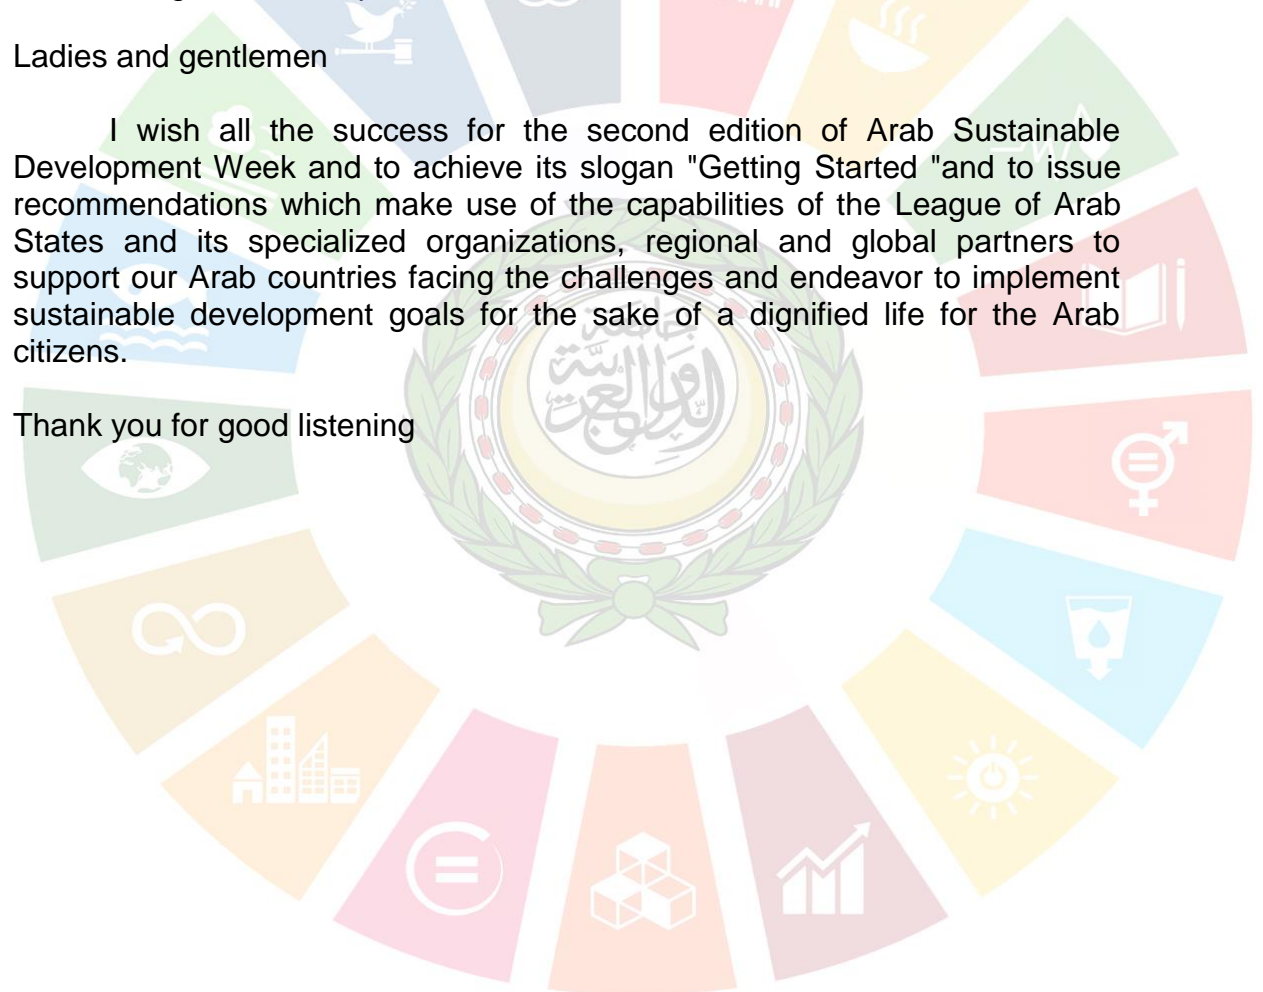 Ladies and gentlemen
I wish all the success for the second edition of Arab Sustainable
Development Week and to achieve its slogan "Getting Started "and to issue
recommendations which make use of the capabilities of the League of Arab
States and its specialized organizations, regional and global partners to
support our Arab countries facing the challenges and endeavor to implement
sustainable development goals for the sake of a dignified life for the Arab
citizens.
Thank you for good listening
جامعة
الدول العربية